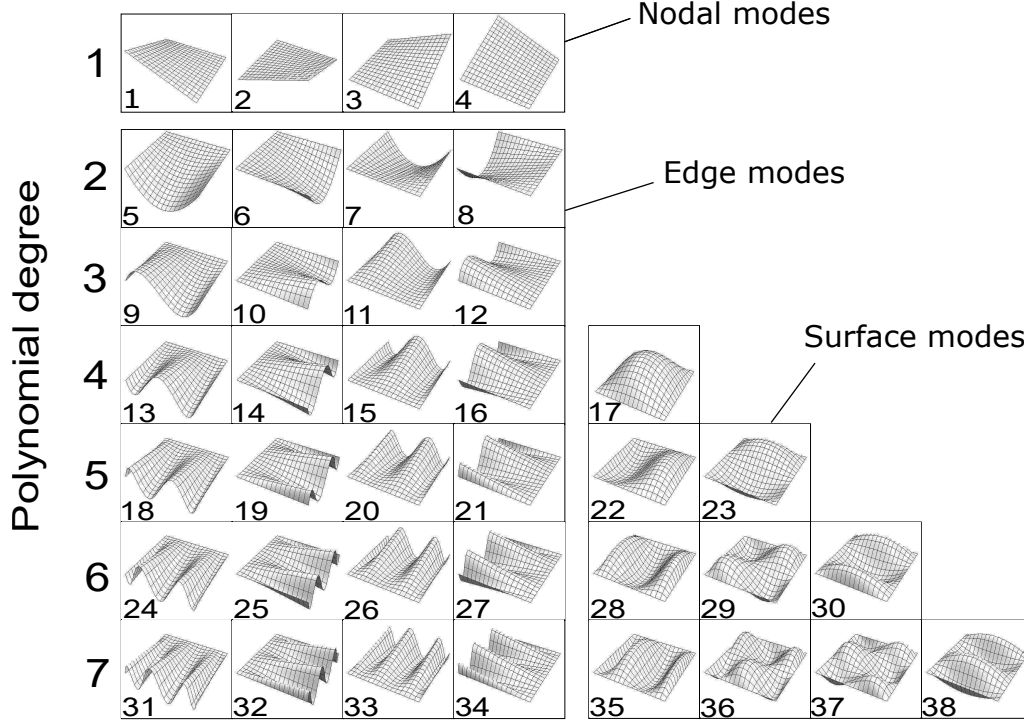 Nodal modes
1
1 2 3 4
Edge modes
2
5 6 7 8
3
9 10 11 12
Surface modes
4
13 14 15 16 17
5
18 19 20 21 22 23
6
24 25 26 27 28 29 30
7
31 32 33 34 35 36 37 38
Polynomial degree